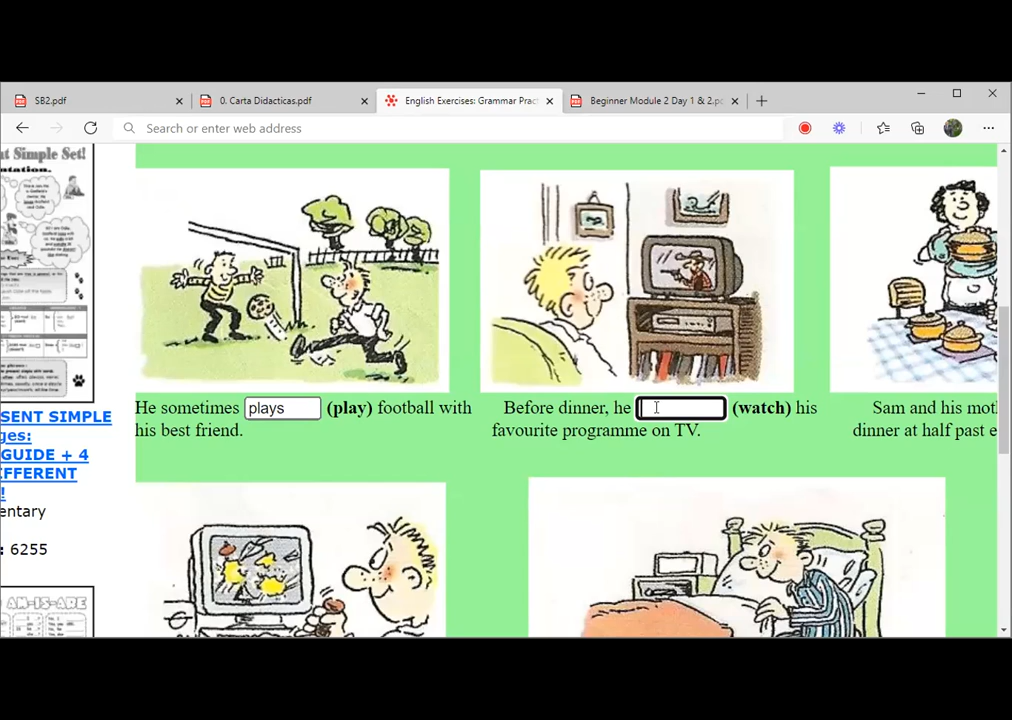 SB2.pdf
0. Carta Didacticas.pdf
English Exercises: Grammar Prac
Beginner Module 2 Day 1 & 2.p
Search or enter web address
nt Simple Set!
He sometimes plays (play) football with
his best friend.
Before dinner, he (watch) his
favourite programme on TV.
Sam and his mot
dinner at half past e
SENT SIMPLE
ges:
GUIDE + 4
IFFERENT
!
entary
: 6255
AM-IS-ARE